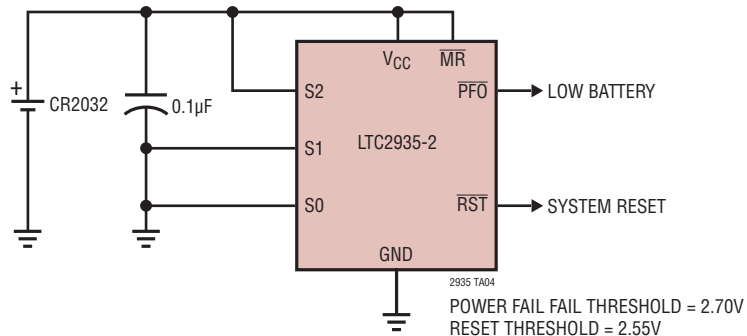 VCC
MR
+
CR2032
0.1µF
S2
PFO
LOW BATTERY
LTC2935-2
S1
S0
RST
SYSTEM RESET
GND
2935 TA04
POWER FAIL FAIL THRESHOLD = 2.70V
RESET THRESHOLD = 2.55V